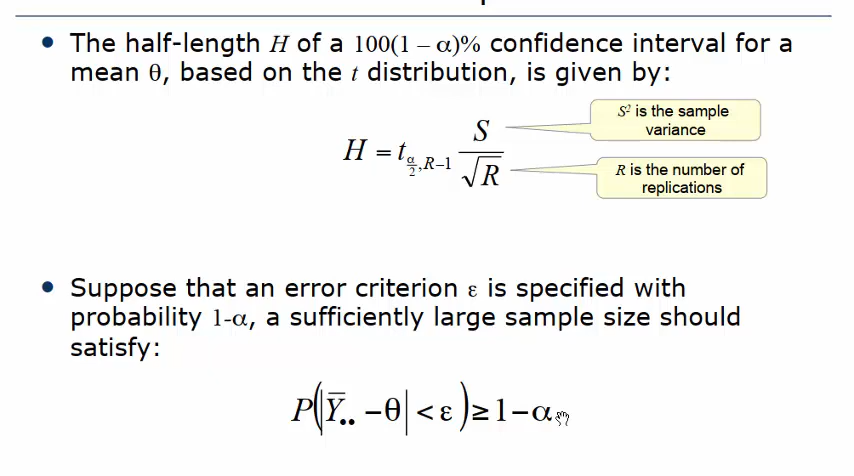 • The half-length H of a 100(1 – α)% confidence interval for a
mean θ, based on the t distribution, is given by:
S² is the sample
variance
H = t_{α/2, R−1} S/√R
R is the number of
replications
• Suppose that an error criterion ε is specified with
probability 1-α, a sufficiently large sample size should
satisfy:
P(|Y̅.. − θ| < ε) ≥ 1 − α